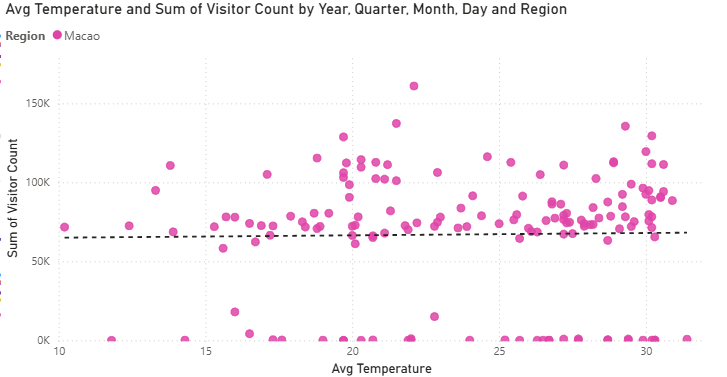 Avg Temperature and Sum of Visitor Count by Year, Quarter, Month, Day and Region
Region Macao
Sum of Visitor Count
150K
100K
50K
0K
10 15 20 25 30
Avg Temperature